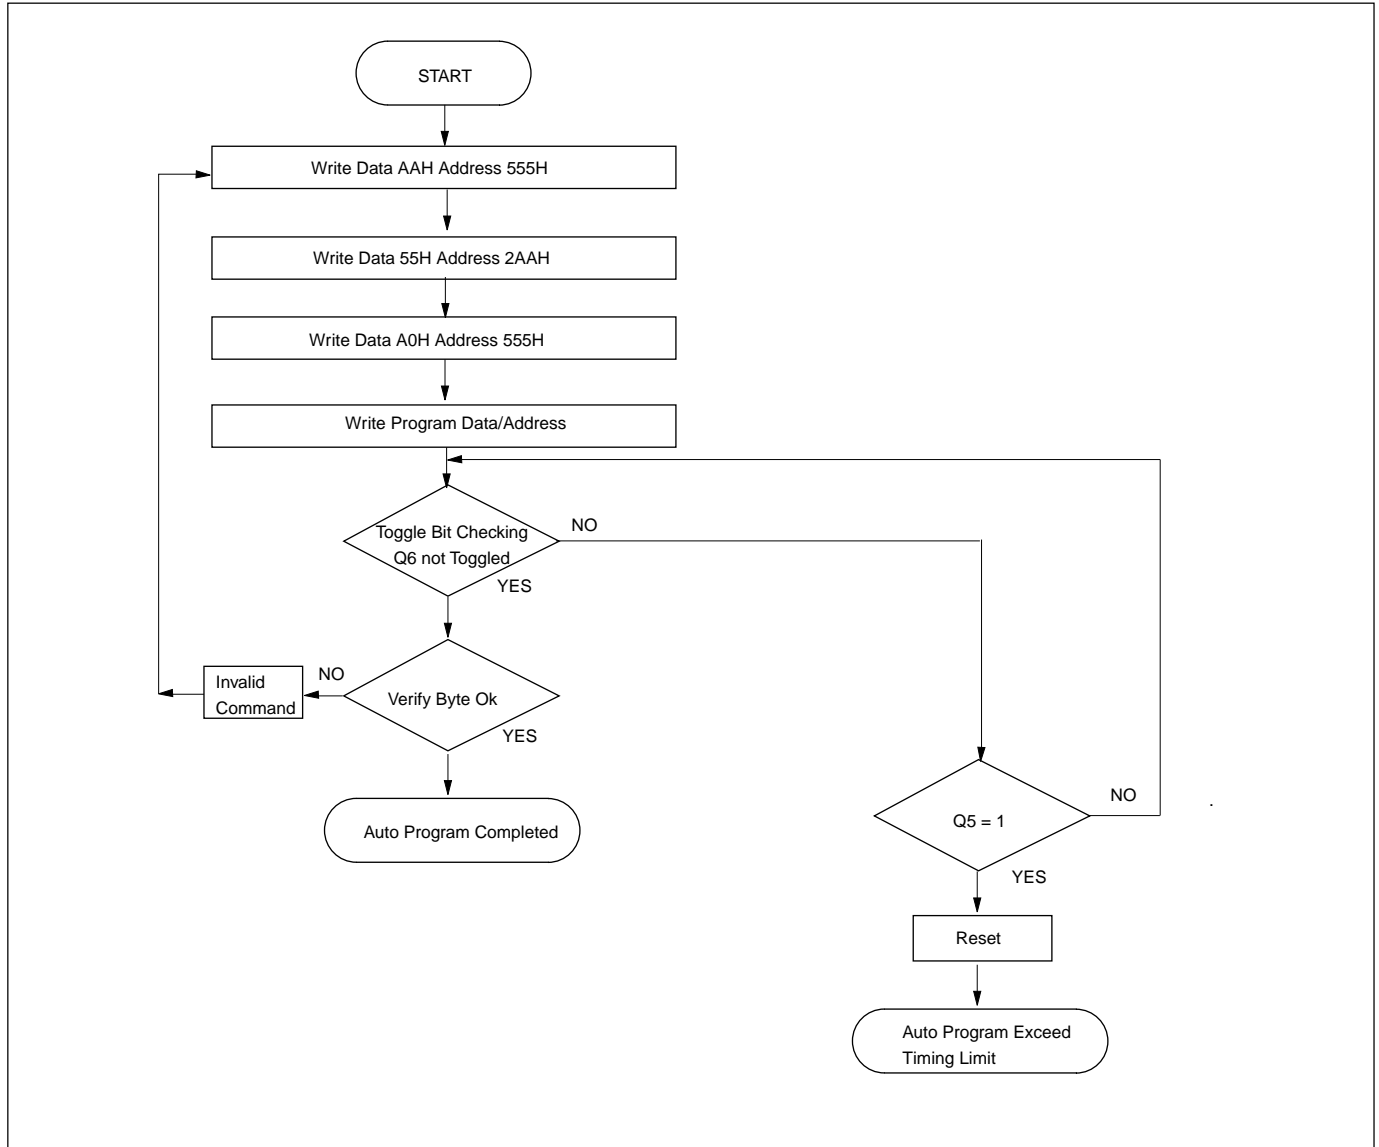 START
Write Data AAH Address 555H
Write Data 55H Address 2AAH
Write Data A0H Address 555H
Write Program Data/Address
Toggle Bit Checking
Q6 not Toggled
NO
YES
Invalid
Command
NO
Verify Byte Ok
YES
Auto Program Completed
Q5 = 1
NO
.
YES
Reset
Auto Program Exceed
Timing Limit